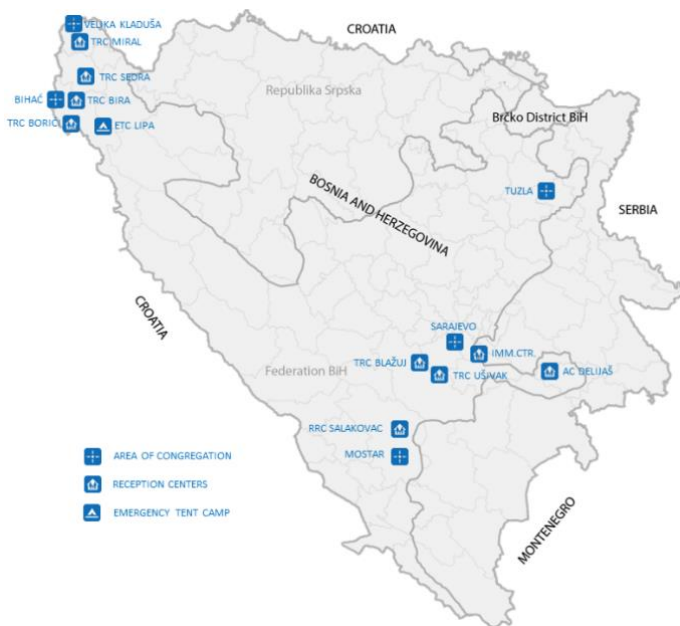 CROATIA
VELIKA KLADUŠA
TRC MIRAL
TRC SEDRA
Republika Srpska
BIHAĆ
TRC BIRA
TRC BORIĆI
ETC LIPA
Brčko District BiH
TUZLA
BOSNIA AND HERZEGOVINA
SERBIA
CROATIA
SARAJEVO
IMM.CTR.
TRC BLAŽUJ
TRC UŠIVAK
AC DELIJAŠ
Federation BiH
RRC SALAKOVAC
MOSTAR
AREA OF CONGREGATION
RECEPTION CENTERS
EMERGENCY TENT CAMP
MONTENEGRO